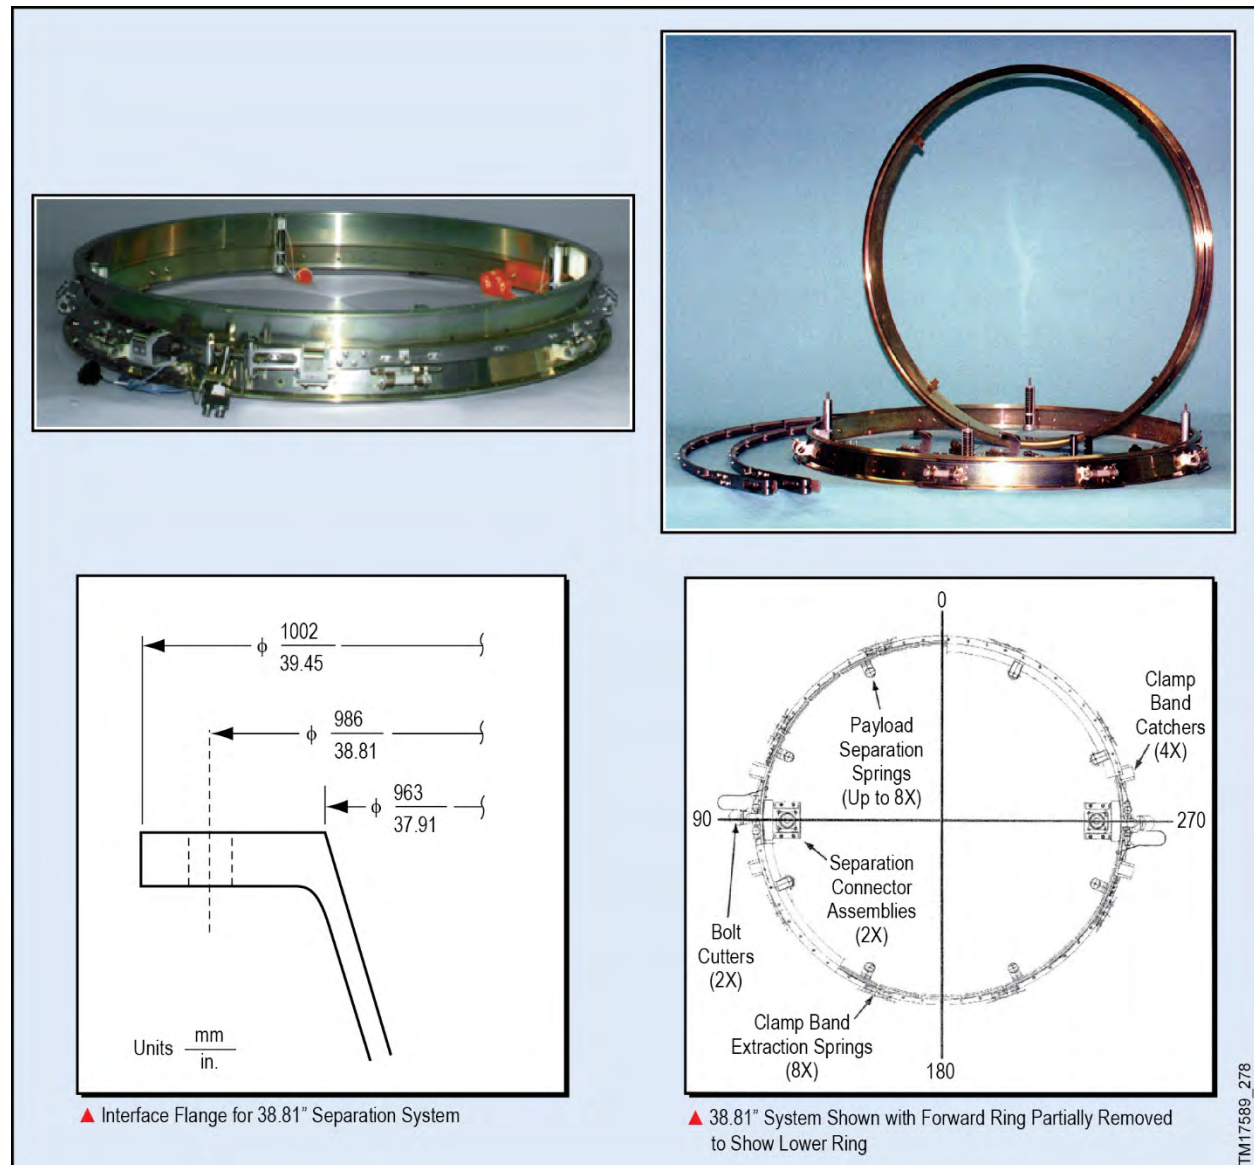 ϕ 1002
39.45
ϕ 986
38.81
ϕ 963
37.91
Units mm
in.
▲ Interface Flange for 38.81" Separation System
0
Clamp
Band
Catchers
(4X)
Payload
Separation
Springs
(Up to 8X)
90
270
Separation
Connector
Assemblies
(2X)
Bolt
Cutters
(2X)
Clamp Band
Extraction Springs
(8X)
180
▲ 38.81" System Shown with Forward Ring Partially Removed
to Show Lower Ring
TM17589_278